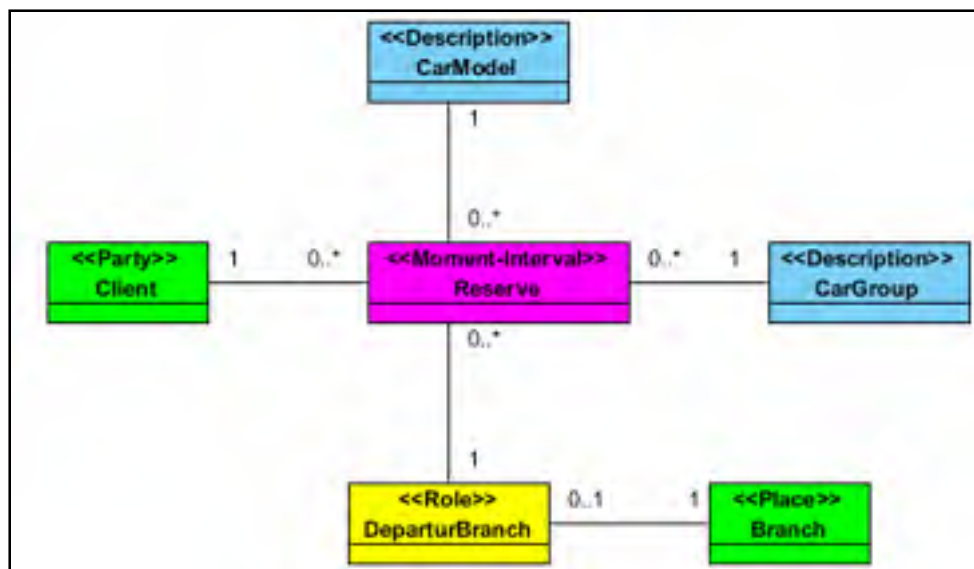 <<Description>>
CarModel
1
0..*
<<Party>>
Client
1
0..*
<<Moment-Interval>>
Reserve
0..*
1
<<Description>>
CarGroup
0..*
1
<<Role>>
DeparturBranch
0..1
1
<<Place>>
Branch